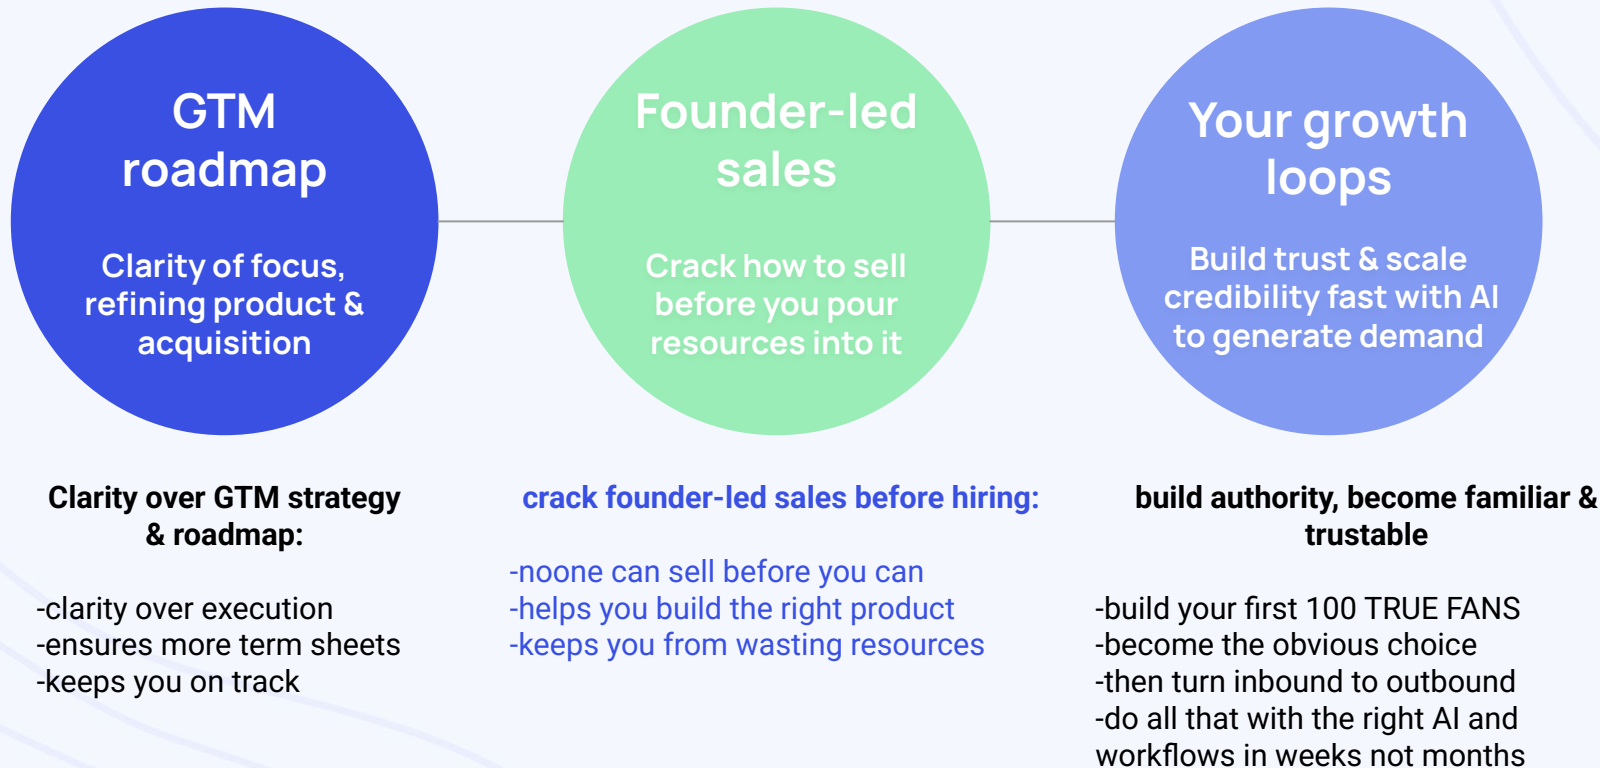 GTM
roadmap
Clarity of focus,
refining product &
acquisition
Founder-led
sales
Crack how to sell
before you pour
resources into it
Your growth
loops
Build trust & scale
credibility fast with AI
to generate demand
Clarity over GTM strategy
& roadmap:
-clarity over execution
-ensures more term sheets
-keeps you on track
crack founder-led sales before hiring:
-noone can sell before you can
-helps you build the right product
-keeps you from wasting resources
build authority, become familiar &
trustable
-build your first 100 TRUE FANS
-become the obvious choice
-then turn inbound to outbound
-do all that with the right AI and
workflows in weeks not months